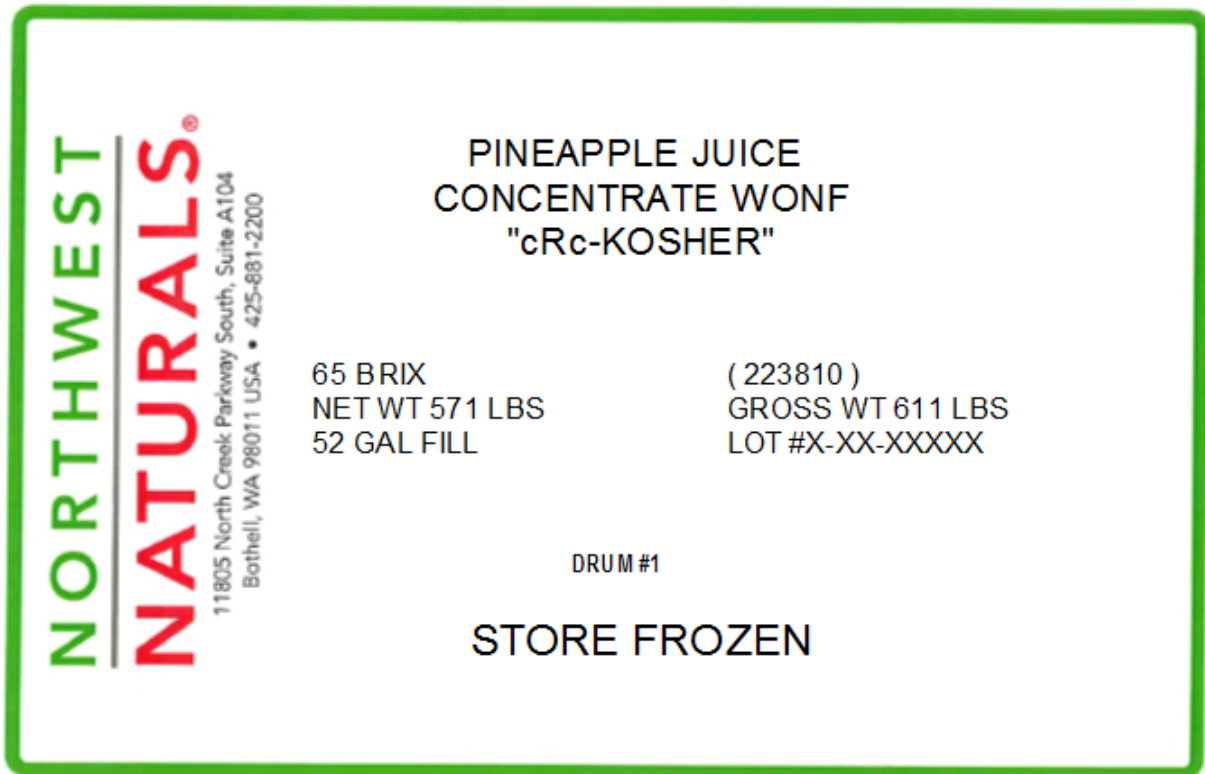 NORTHWEST
NATURALS®
11805 North Creek Parkway South, Suite A104
Bothell, WA 98011 USA • 425-881-2200
PINEAPPLE JUICE
CONCENTRATE WONF
"cRc-KOSHER"
65 BRIX ( 223810 )
NET WT 571 LBS GROSS WT 611 LBS
52 GAL FILL LOT #X-XX-XXXXX
DRUM #1
STORE FROZEN